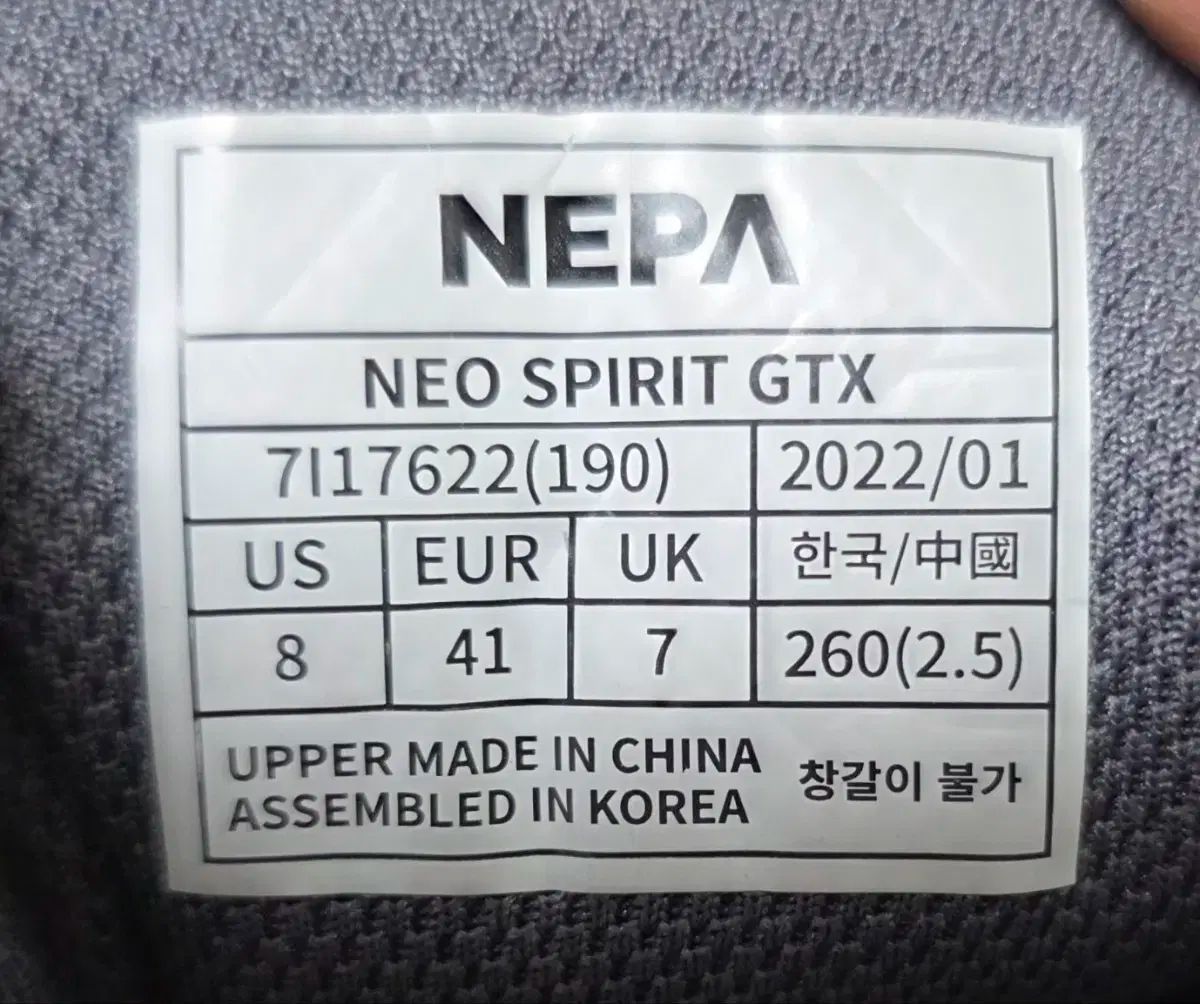 NEPA
NEO SPIRIT GTX
7I17622(190) 2022/01
US EUR UK 한국/中國
8 41 7 260(2.5)
UPPER MADE IN CHINA
ASSEMBLED IN KOREA
창갈이 불가